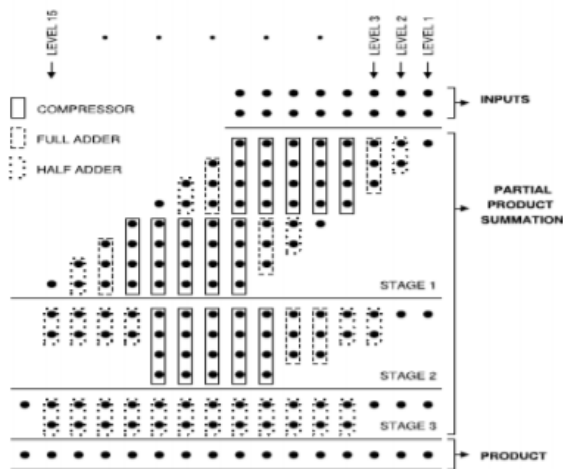 LEVEL 15
LEVEL 3
LEVEL 2
LEVEL 1
INPUTS
COMPRESSOR
FULL ADDER
HALF ADDER
PARTIAL
PRODUCT
SUMMATION
STAGE 1
STAGE 2
STAGE 3
PRODUCT